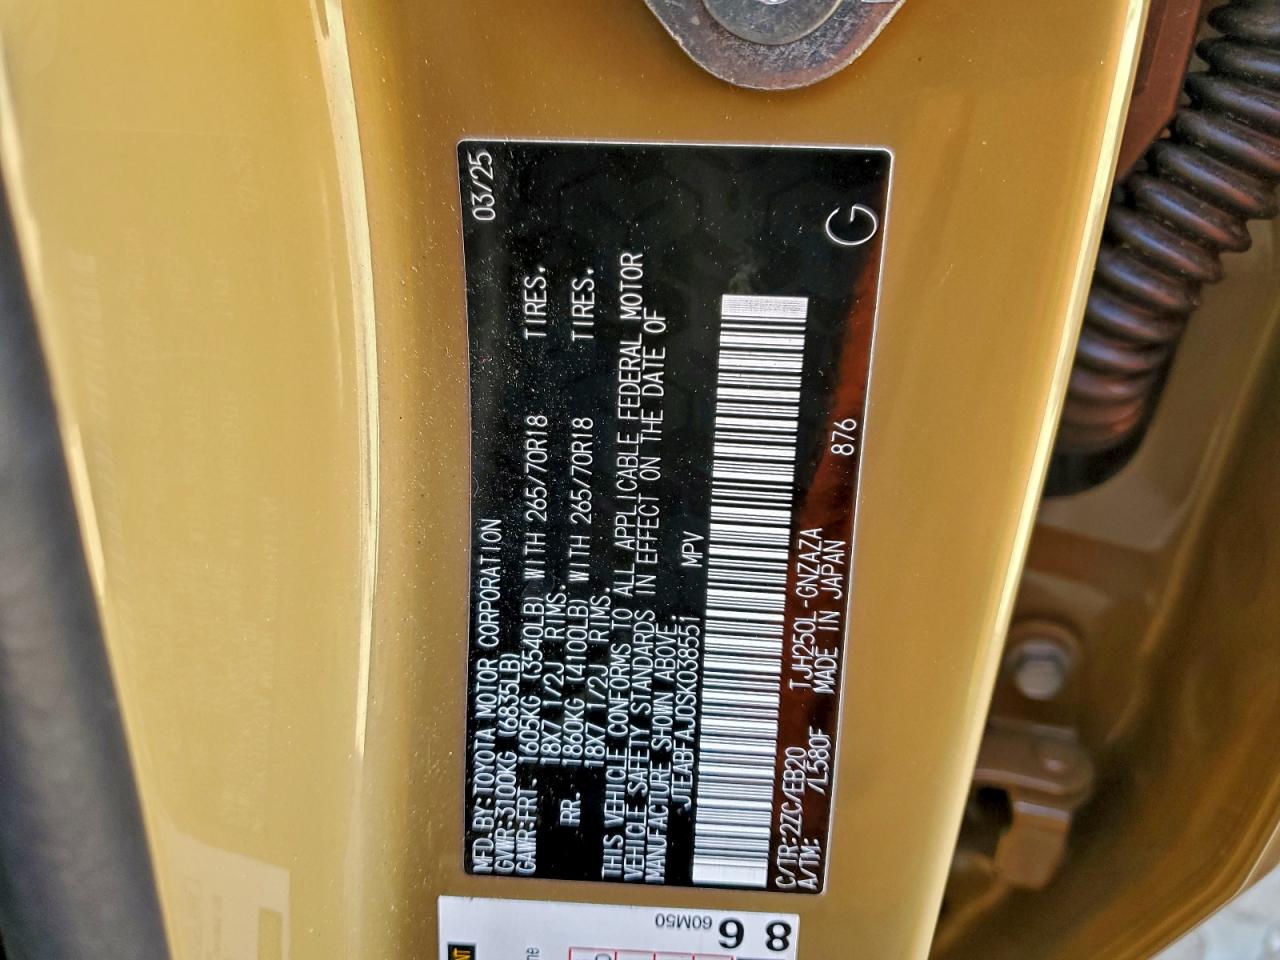 MFD.BY:TOYOTA MOTOR CORPORATION 03/25
GVWR:3100KG (6835LB)
GAWR:FRT 1605KG (3540LB) WITH 265/70R18 TIRES.
18X7 1/2J RIMS.
RR. 1860KG (4100LB) WITH 265/70R18 TIRES.
18X7 1/2J RIMS.
THIS VEHICLE CONFORMS TO ALL APPLICABLE FEDERAL MOTOR
VEHICLE SAFETY STANDARDS IN EFFECT ON THE DATE OF
MANUFACTURE SHOWN ABOVE.
JTEABFAJ0SK038551 MPV
C/TR:2ZC/EB20 TJH250L-GNZAZA
A/TM: /L580F MADE IN JAPAN 876 G
60M50
8 6